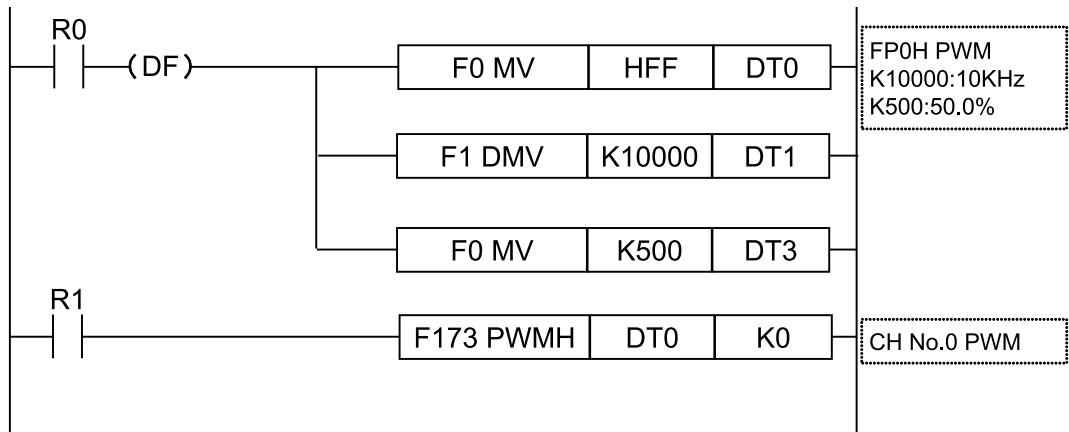 R0
(DF)
F0 MV HFF DT0
FP0H PWM
K10000:10KHz
K500:50.0%
F1 DMV K10000 DT1
F0 MV K500 DT3
R1
F173 PWMH DT0 K0
CH No.0 PWM